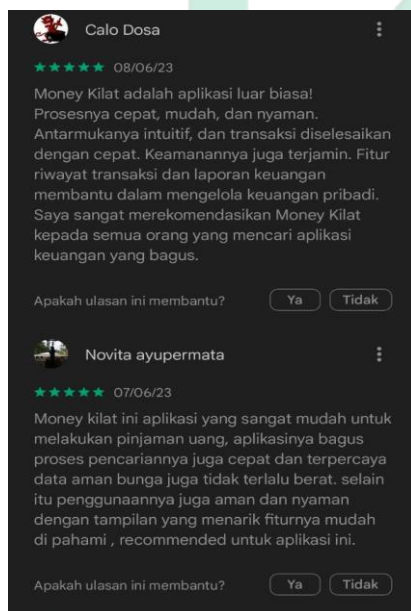 Calo Dosa
08/06/23
Money Kilat adalah aplikasi luar biasa!
Prosesnya cepat, mudah, dan nyaman.
Antarmukanya intuitif, dan transaksi diselesaikan
dengan cepat. Keamanannya juga terjamin. Fitur
riwayat transaksi dan laporan keuangan
membantu dalam mengelola keuangan pribadi.
Saya sangat merekomendasikan Money Kilat
kepada semua orang yang mencari aplikasi
keuangan yang bagus.
Apakah ulasan ini membantu? Ya Tidak
Novita ayupermata
07/06/23
Money kilat ini aplikasi yang sangat mudah untuk
melakukan pinjaman uang, aplikasinya bagus
proses pencariannya juga cepat dan terpercaya
data aman bunga juga tidak terlalu berat. selain
itu penggunaannya juga aman dan nyaman
dengan tampilan yang menarik fiturnya mudah
di pahami , recommended untuk aplikasi ini.
Apakah ulasan ini membantu? Ya Tidak